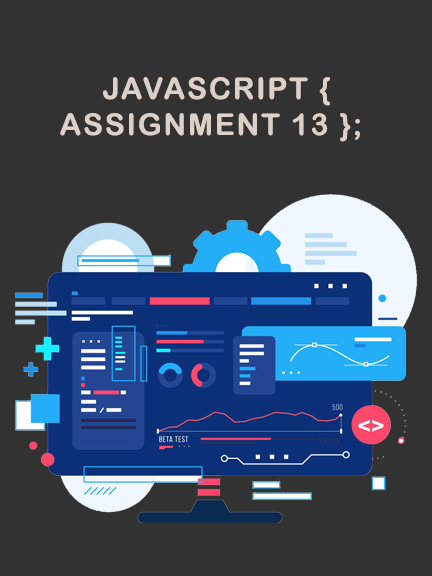 JAVASCRIPT {
ASSIGNMENT 13 };
500
BETA TEST
<>